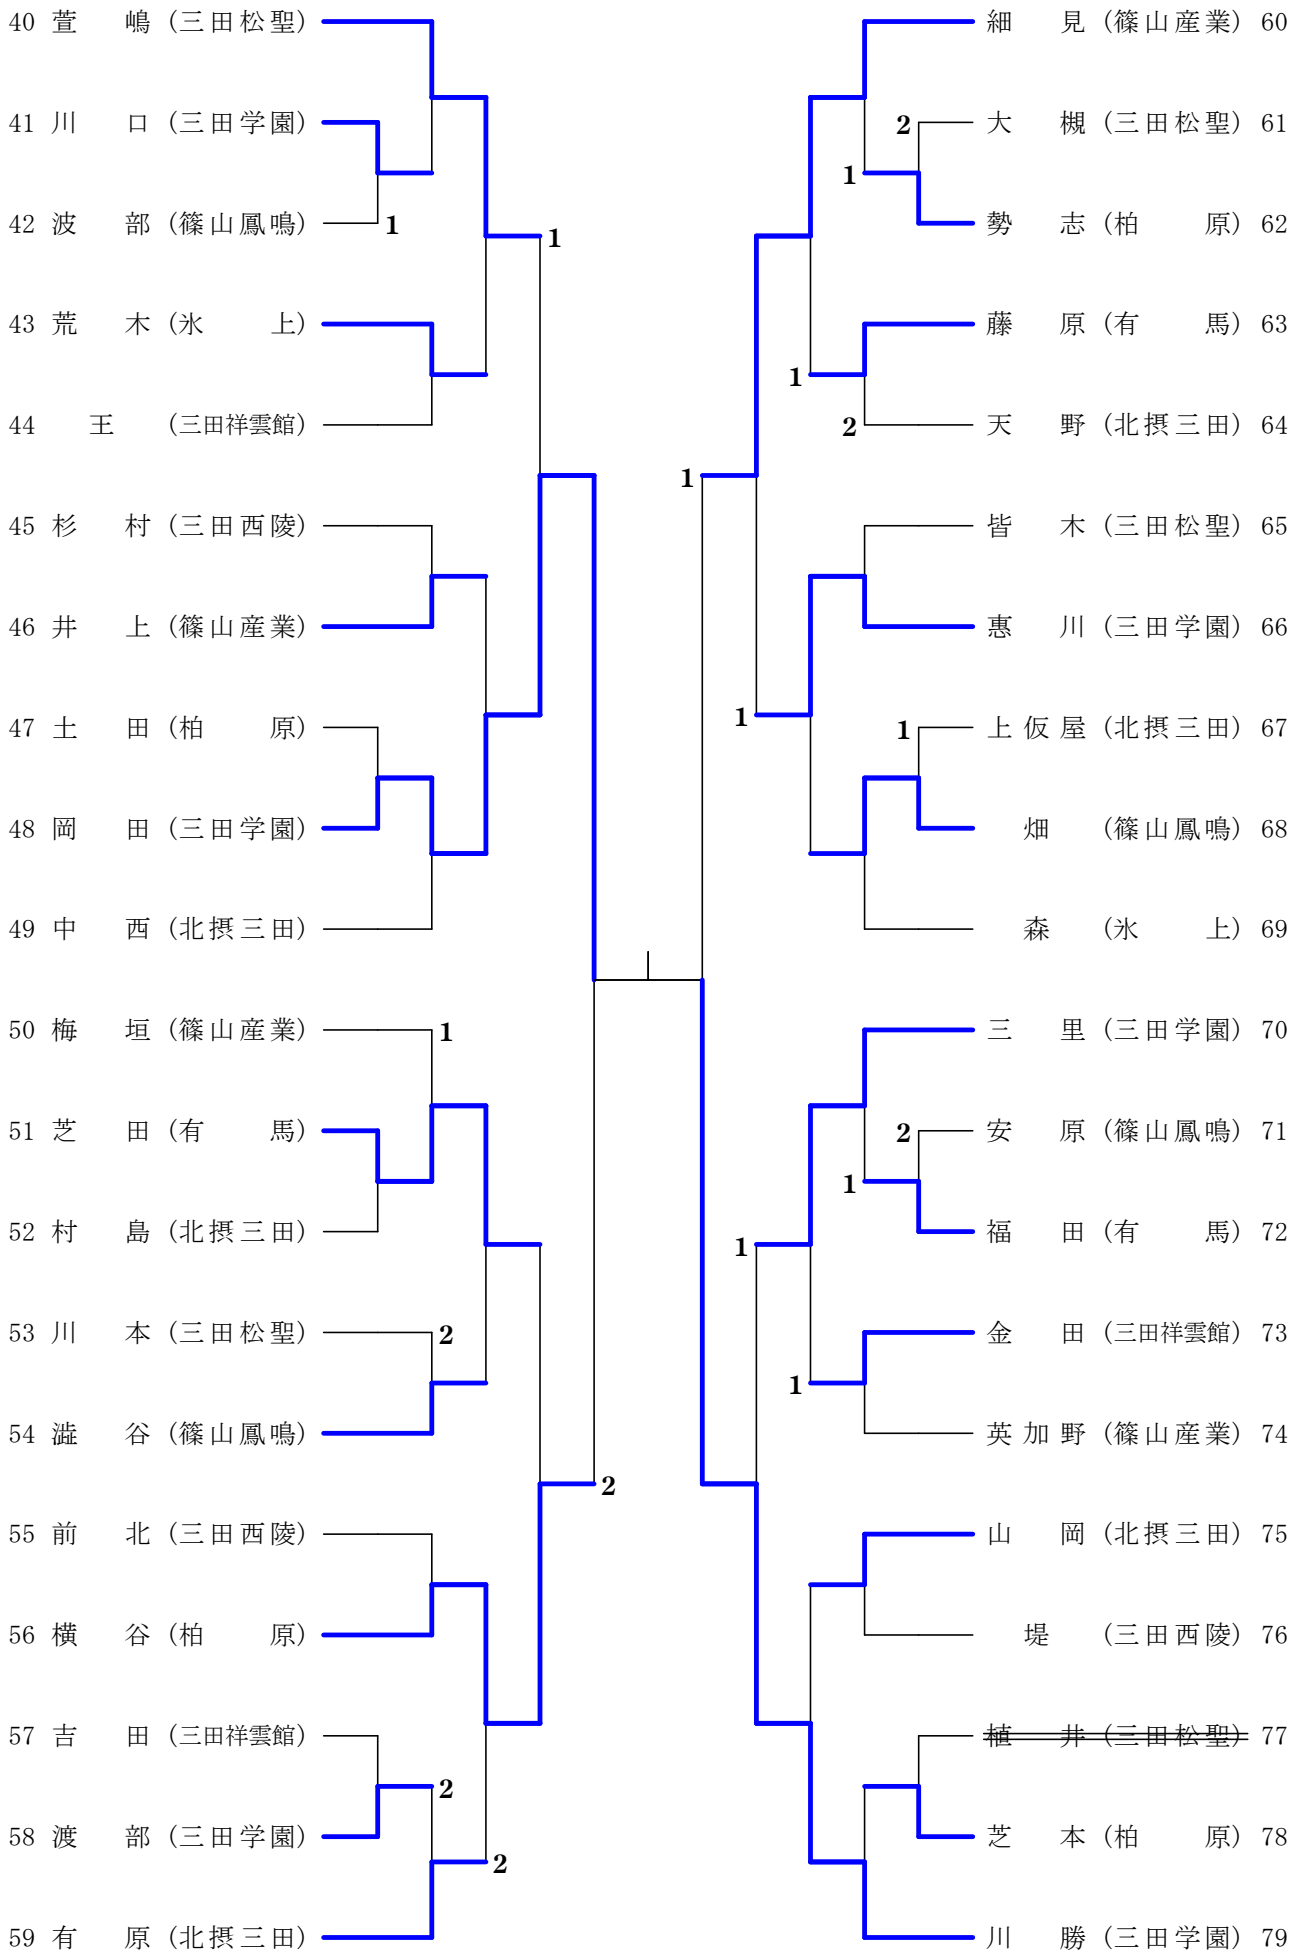 40 萱 嶋 (三田松聖)
41 川 口 (三田学園)
42 波 部 (篠山鳳鳴) 1
1
43 荒 木 (氷 上)
44 王 (三田祥雲館)
45 杉 村 (三田西陵)
46 井 上 (篠山産業)
47 土 田 (柏 原)
48 岡 田 (三田学園)
49 中 西 (北摂三田)
50 梅 垣 (篠山産業) 1
51 芝 田 (有 馬)
52 村 島 (北摂三田)
53 川 本 (三田松聖) 2
54 澁 谷 (篠山鳳鳴)
2
55 前 北 (三田西陵)
56 横 谷 (柏 原)
57 吉 田 (三田祥雲館)
2
58 渡 部 (三田学園)
2
59 有 原 (北摂三田)
細 見 (篠山産業) 60
2 大 槻 (三田松聖) 61
1
勢 志 (柏 原) 62
藤 原 (有 馬) 63
1
2 天 野 (北摂三田) 64
1
皆 木 (三田松聖) 65
惠 川 (三田学園) 66
1
1 上仮屋 (北摂三田) 67
畑 (篠山鳳鳴) 68
森 (氷 上) 69
三 里 (三田学園) 70
2 安 原 (篠山鳳鳴) 71
1
福 田 (有 馬) 72
1
金 田 (三田祥雲館) 73
1
英加野 (篠山産業) 74
山 岡 (北摂三田) 75
堤 (三田西陵) 76
植 井 (三田松聖) 77
芝 本 (柏 原) 78
川 勝 (三田学園) 79